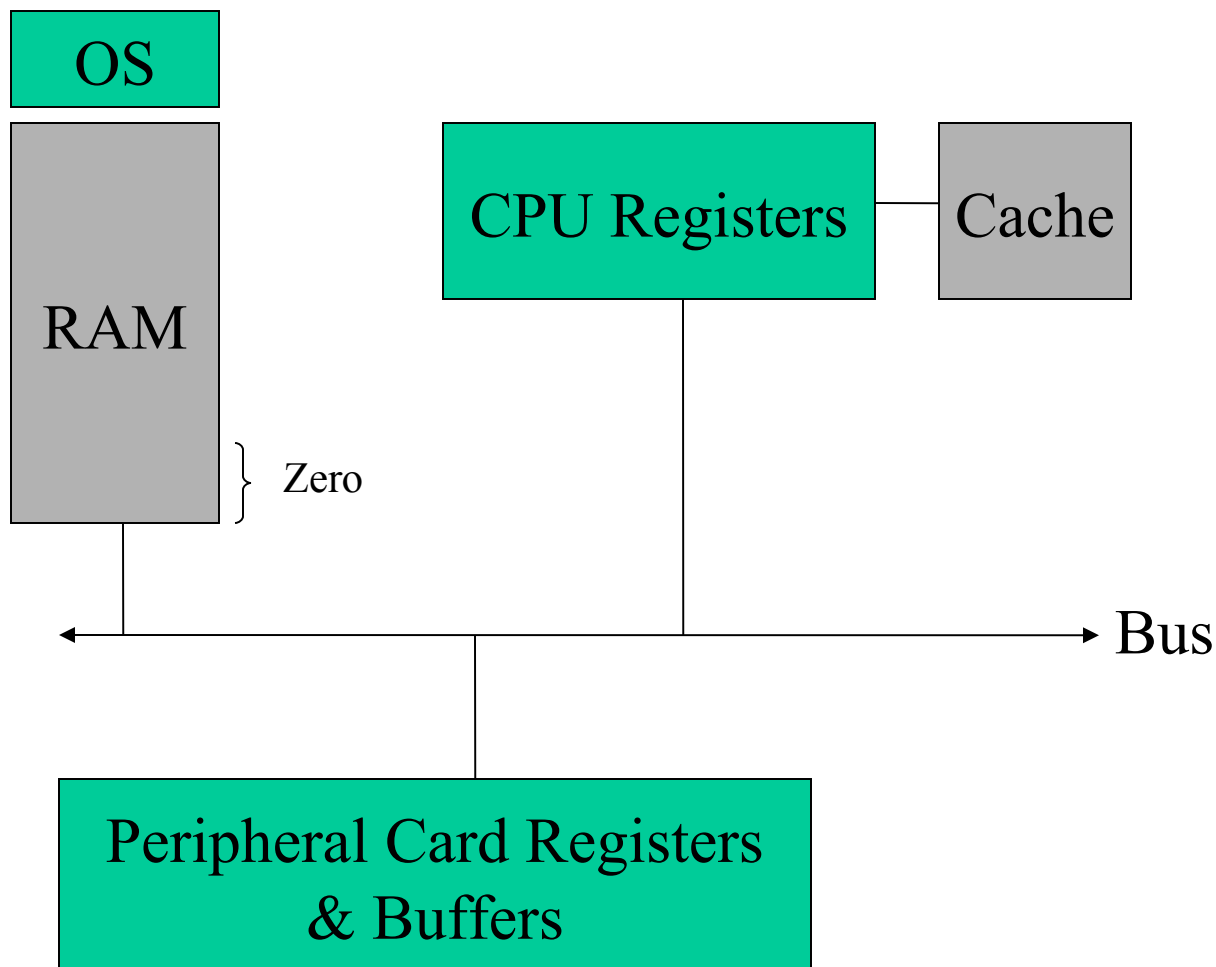 OS
CPU Registers
Cache
RAM
Zero
Bus
Peripheral Card Registers
& Buffers